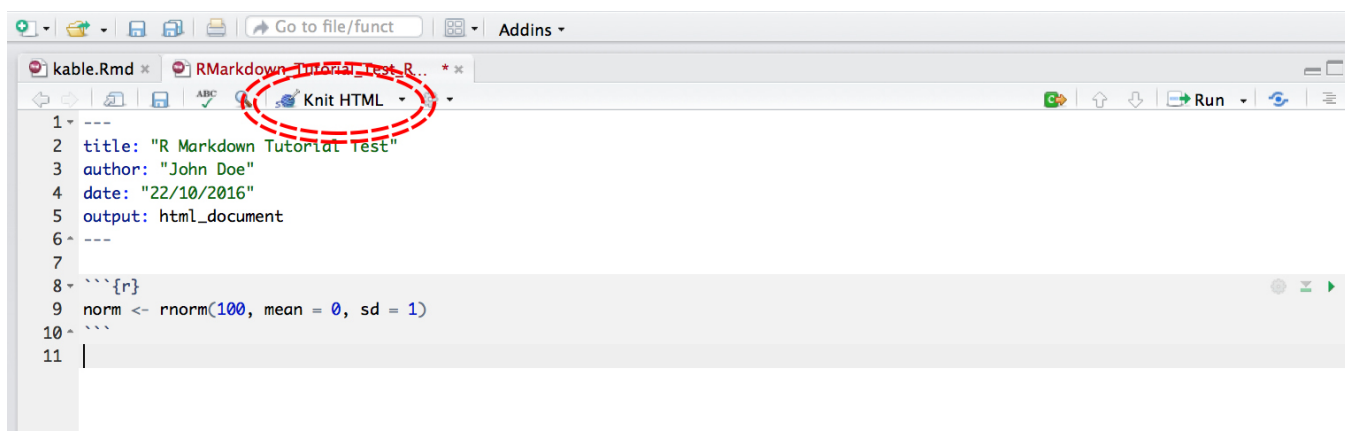 Go to file/funct Addins
kable.Rmd RMarkdown_Tutorial_Test_R... *
ABC Knit HTML Run
1 ---
2 title: "R Markdown Tutorial Test"
3 author: "John Doe"
4 date: "22/10/2016"
5 output: html_document
6 ---
7
8 ```{r}
9 norm <- rnorm(100, mean = 0, sd = 1)
10 ```
11